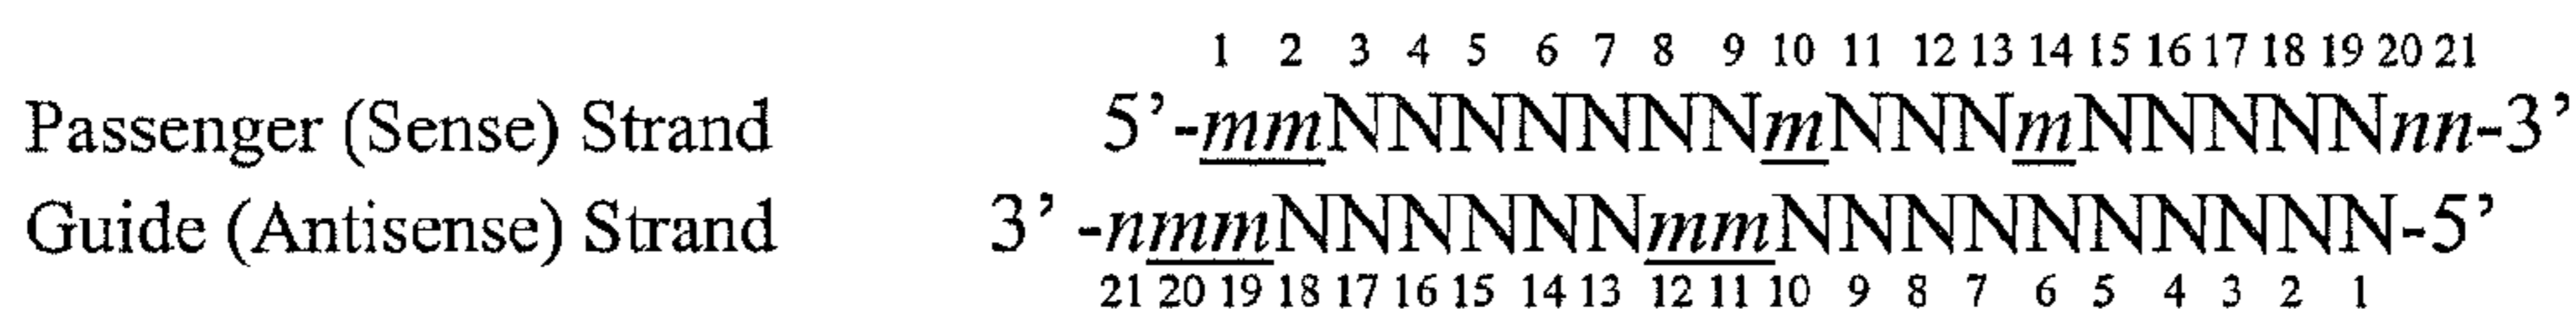 1 2 3 4 5 6 7 8 9 10 11 12 13 14 15 16 17 18 19 20 21
Passenger (Sense) Strand 5’-mmNNNNNNNmNNNmNNNNNnn-3’
Guide (Antisense) Strand 3’ -nmmNNNNNNmmNNNNNNNNNN-5’
21 20 19 18 17 16 15 14 13 12 11 10 9 8 7 6 5 4 3 2 1